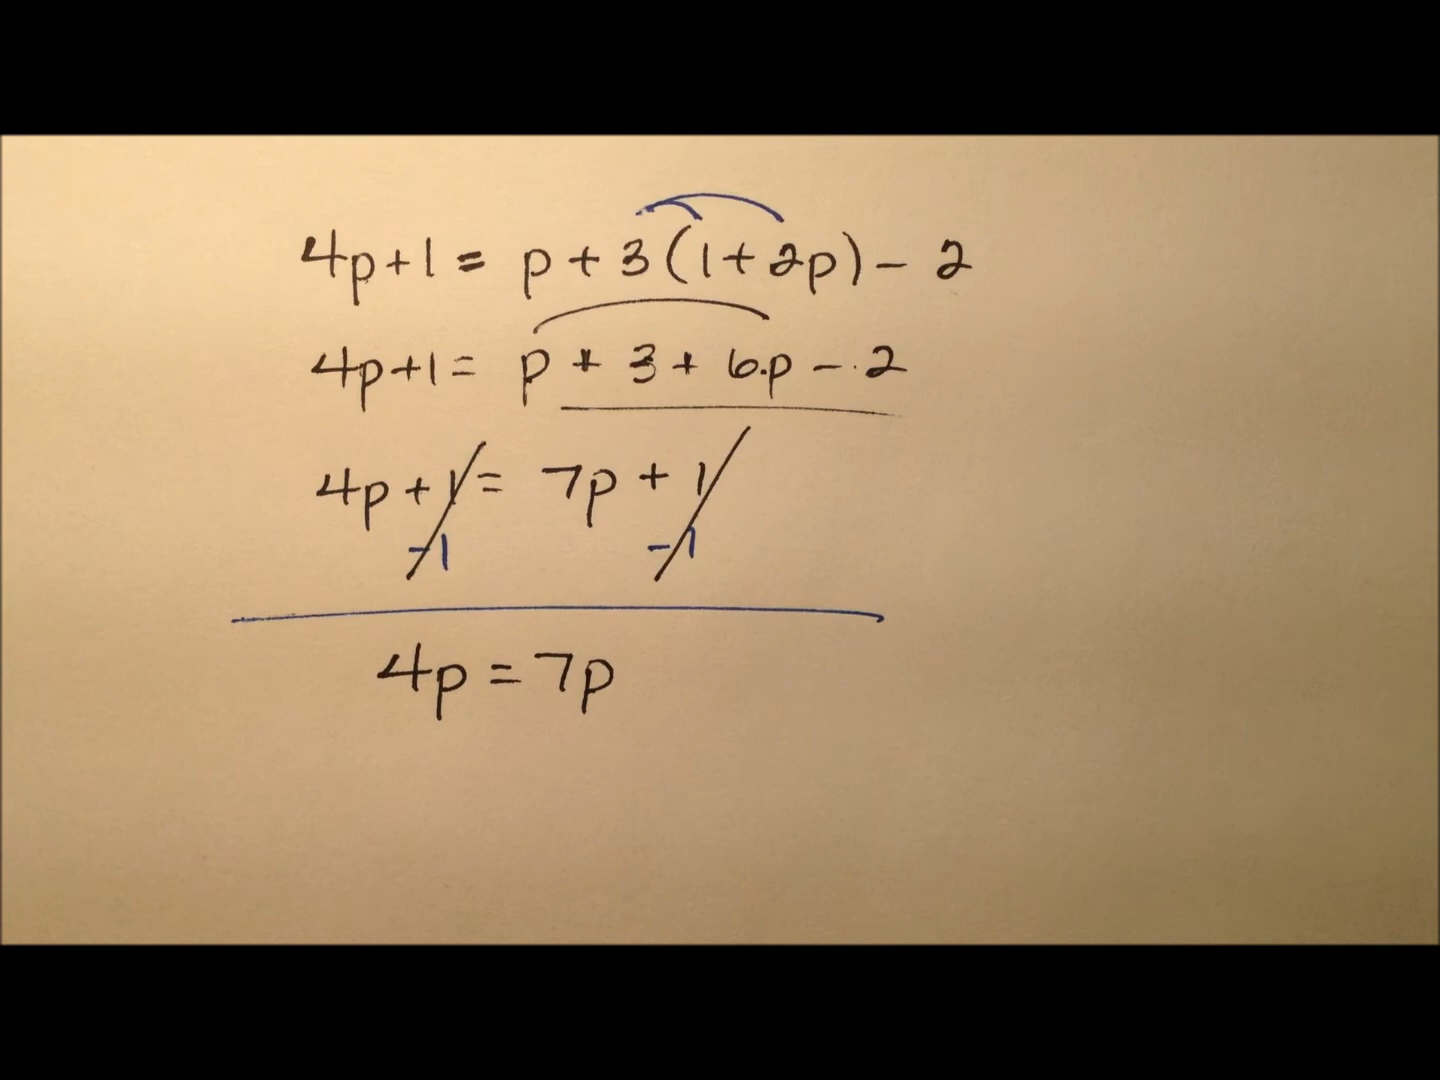 4p+1 = p + 3(1 + 2p) - 2
4p+1 = p + 3 + 6p - 2
4p + 1 = 7p + 1
-1 -1
4p = 7p